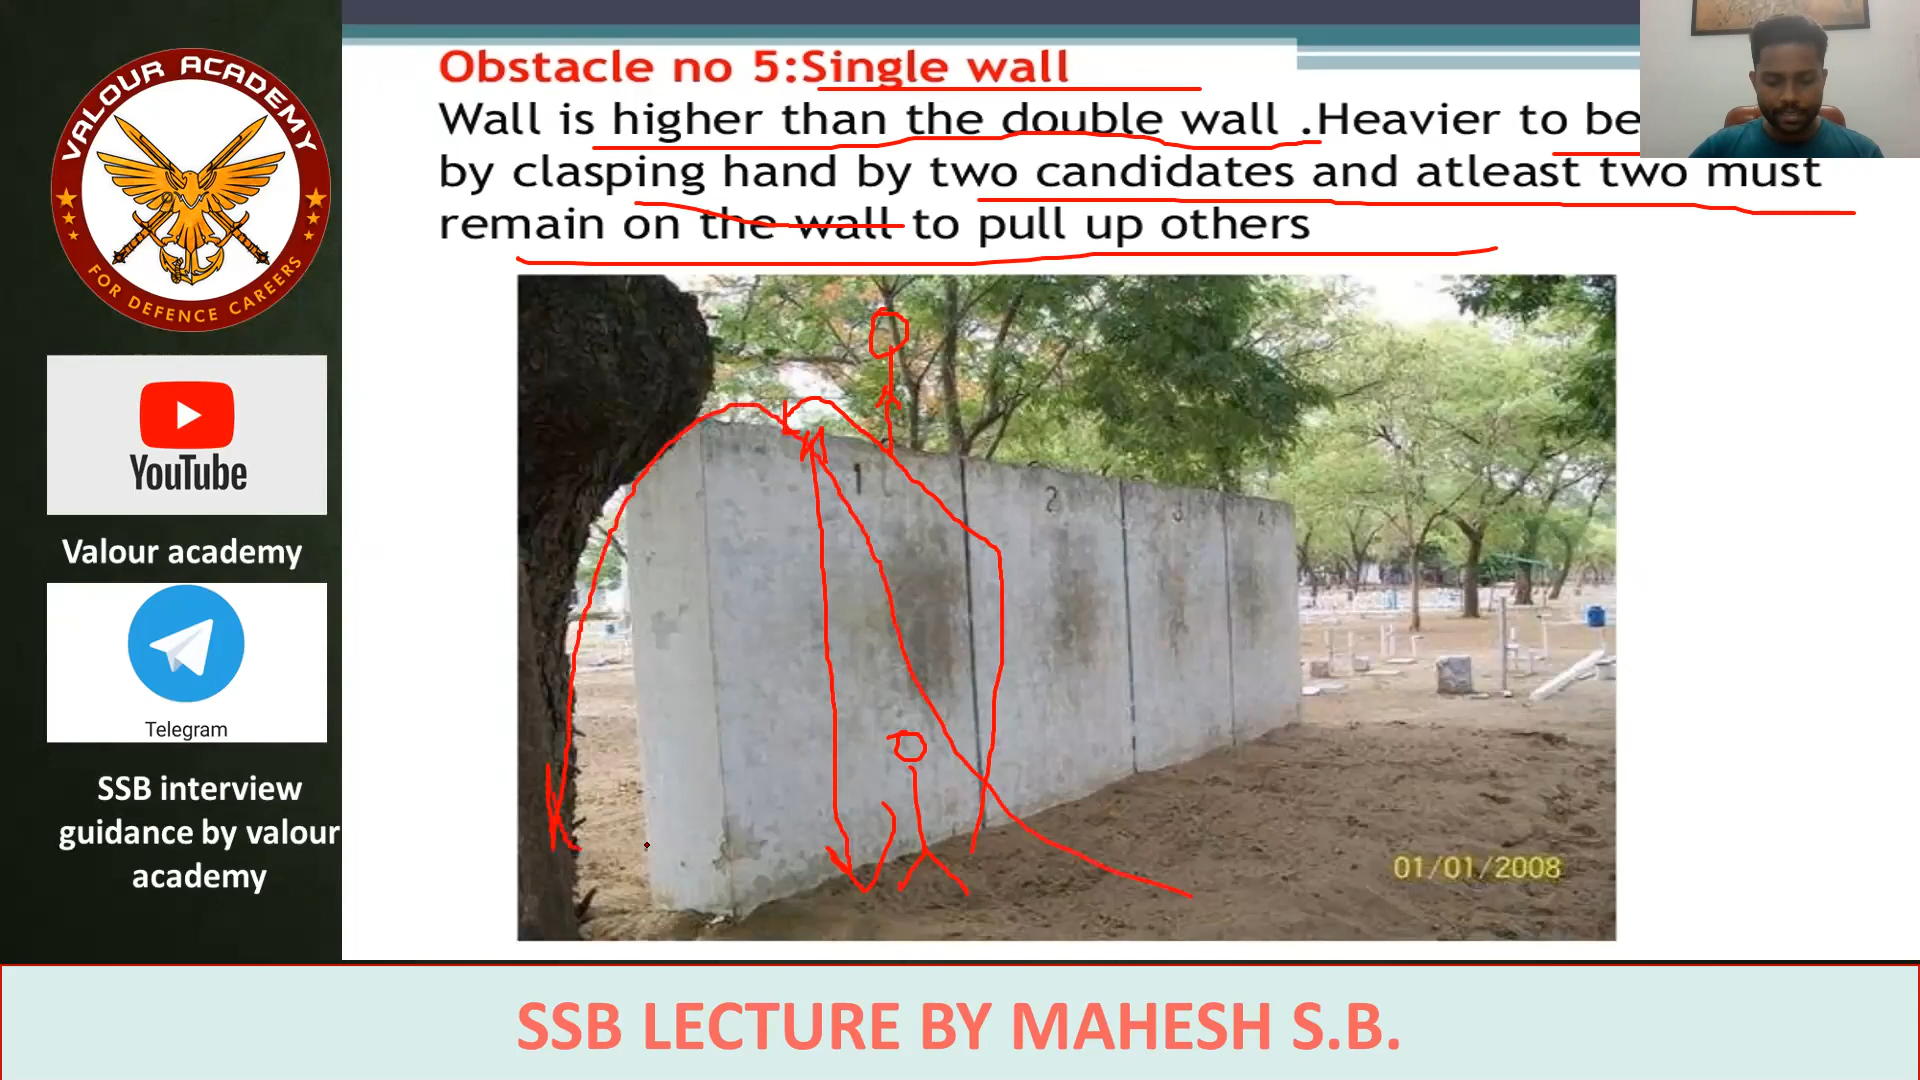 VALOUR ACADEMY
FOR DEFENCE CAREERS
YouTube
Valour academy
Telegram
SSB interview
guidance by valour
academy
Obstacle no 5:Single wall
Wall is higher than the double wall .Heavier to be
by clasping hand by two candidates and atleast two must
remain on the wall to pull up others
1
2
3
4
01/01/2008
SSB LECTURE BY MAHESH S.B.